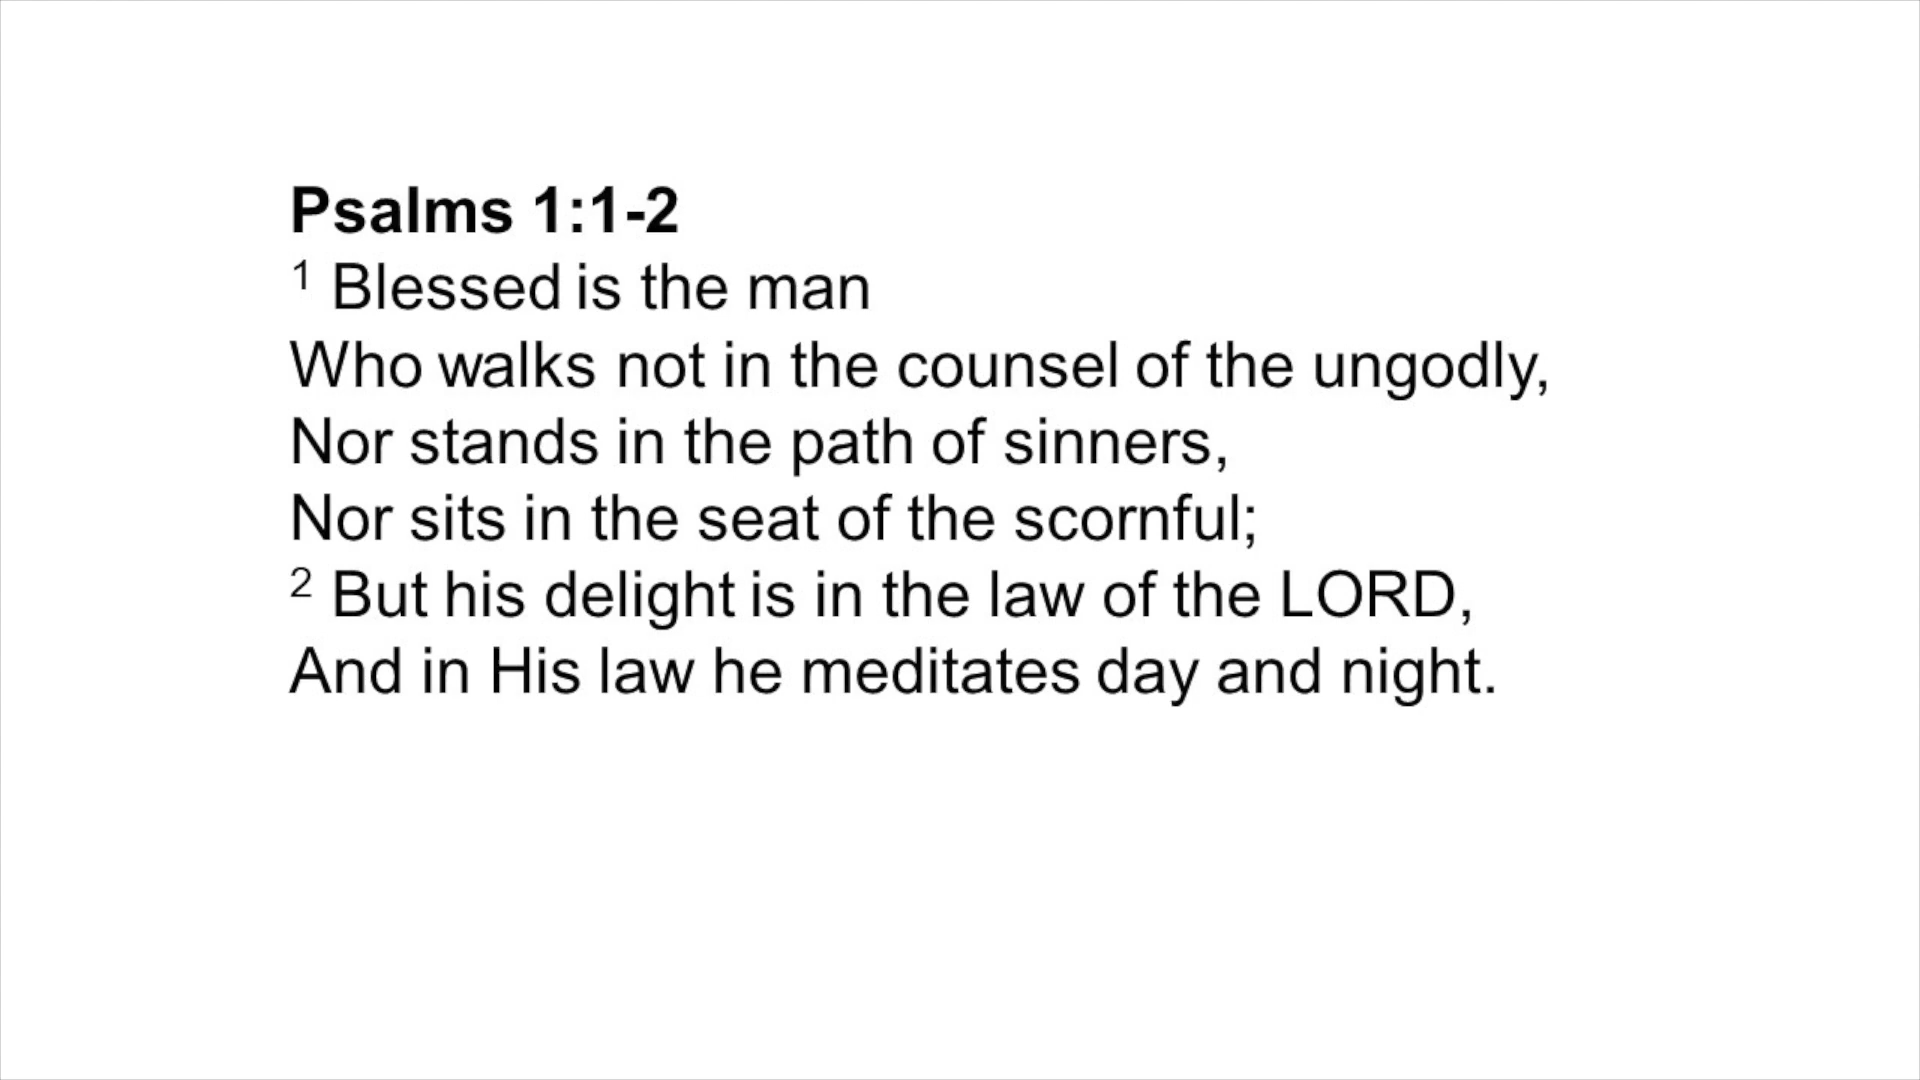 Psalms 1:1-2
1 Blessed is the man
Who walks not in the counsel of the ungodly,
Nor stands in the path of sinners,
Nor sits in the seat of the scornful;
2 But his delight is in the law of the LORD,
And in His law he meditates day and night.